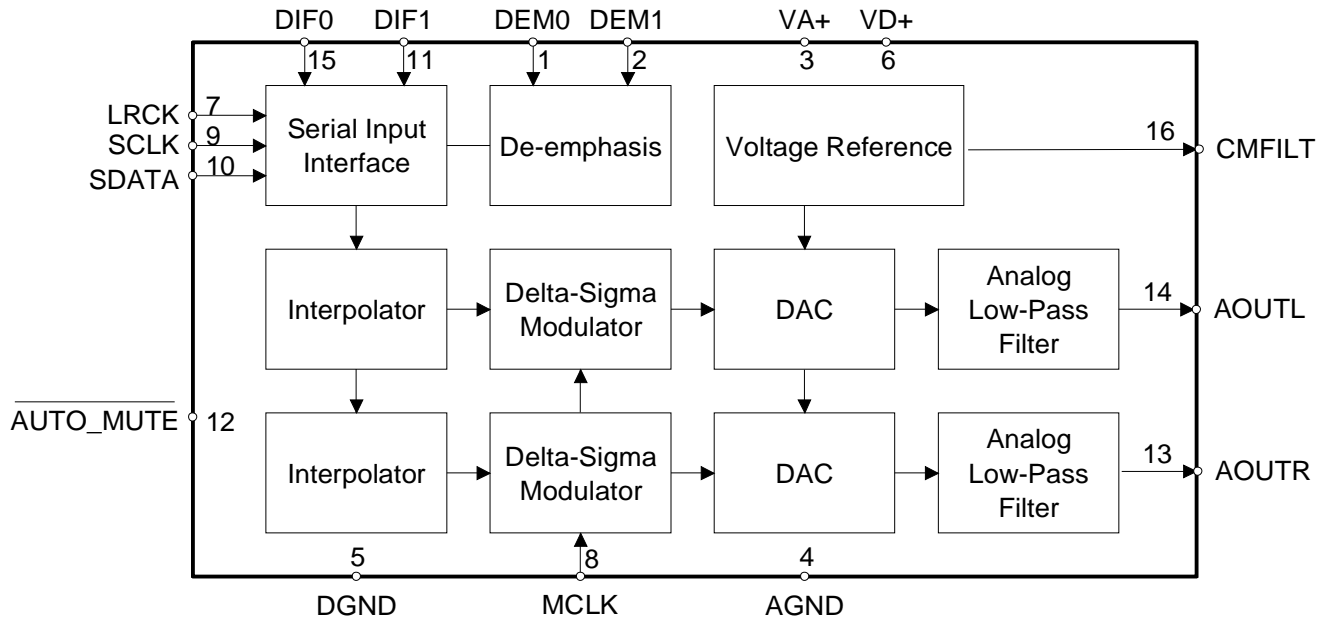 DIF0 DIF1 DEM0 DEM1 VA+ VD+
15 11 1 2 3 6
LRCK 7
SCLK 9
SDATA 10
Serial Input
Interface
De-emphasis
Voltage Reference
16 CMFILT
Interpolator
Delta-Sigma
Modulator
DAC
Analog
Low-Pass
Filter
14 AOUTL
AUTO_MUTE 12
Interpolator
Delta-Sigma
Modulator
DAC
Analog
Low-Pass
Filter
13 AOUTR
5 8 4
DGND MCLK AGND